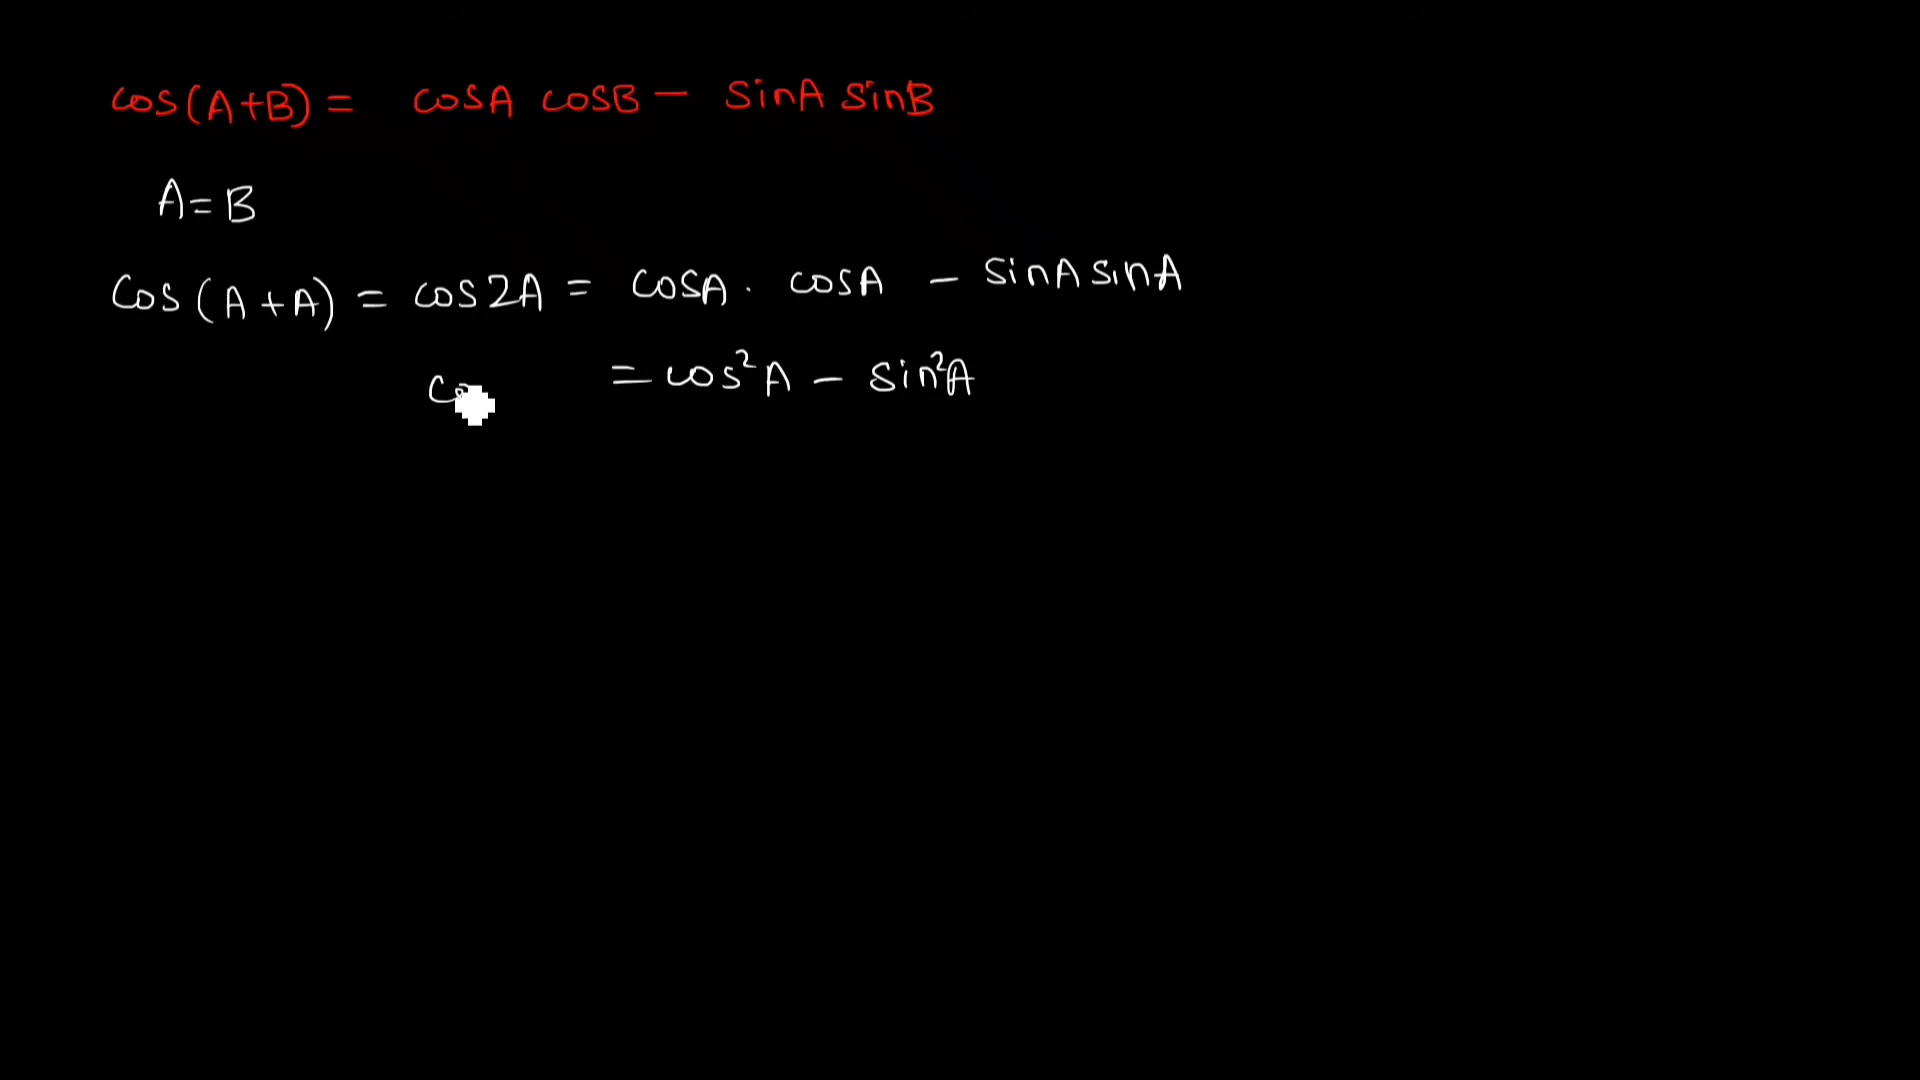 cos(A+B) = cosA cosB - sinA sinB
A=B
Cos(A+A) = cos2A = cosA. cosA - sinA sinA
= cos²A - sin²A